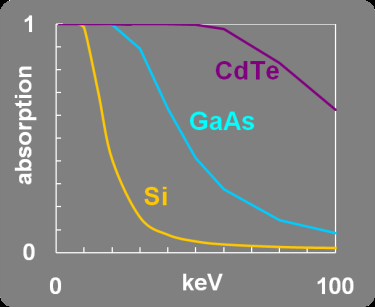 1
CdTe
GaAs
absorption
Si
0
0 keV 100